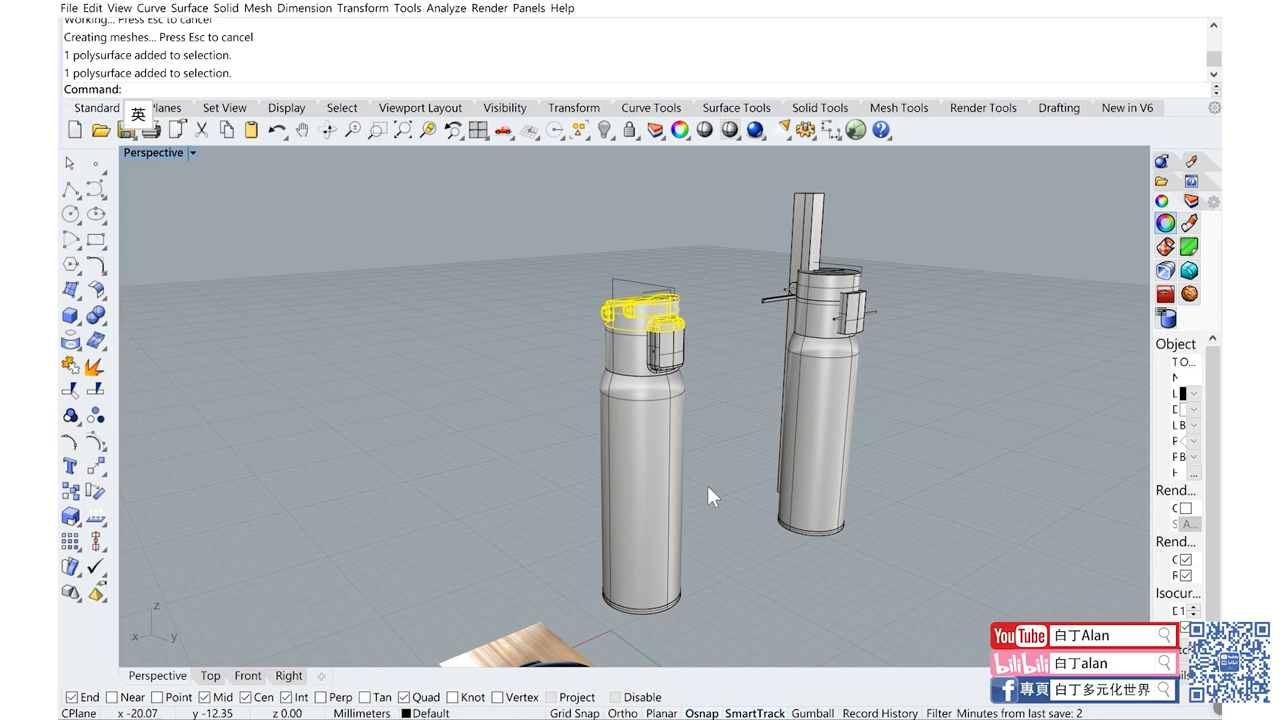 File Edit View Curve Surface Solid Mesh Dimension Transform Tools Analyze Render Panels Help
Working... Press Esc to cancel
Creating meshes... Press Esc to cancel
1 polysurface added to selection.
1 polysurface added to selection.
Command:
Standard 英 Planes Set View Display Select Viewport Layout Visibility Transform Curve Tools Surface Tools Solid Tools Mesh Tools Render Tools Drafting New in V6
Perspective
z
x y
Object
T O...
L
D
L B
P
P B
H ...
Rend...
C
S A...
Rend...
C
R
Isocur...
D 1
YouTube 白丁Alan
bilibili 白丁alan
f 專頁 白丁多元化世界
Perspective Top Front Right
End Near Point Mid Cen Int Perp Tan Quad Knot Vertex Project Disable
CPlane x -20.07 y -12.35 z 0.00 Millimeters Default Grid Snap Ortho Planar Osnap SmartTrack Gumball Record History Filter Minutes from last save: 2